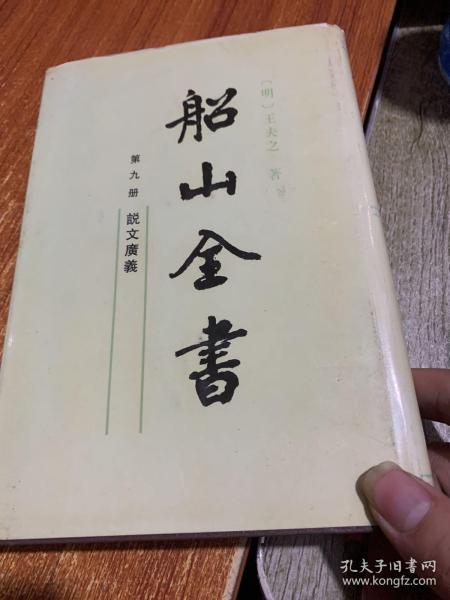 〔明〕王夫之 著
船山全書
第九册 説文廣義
孔夫子旧书网
www.kongfz.com